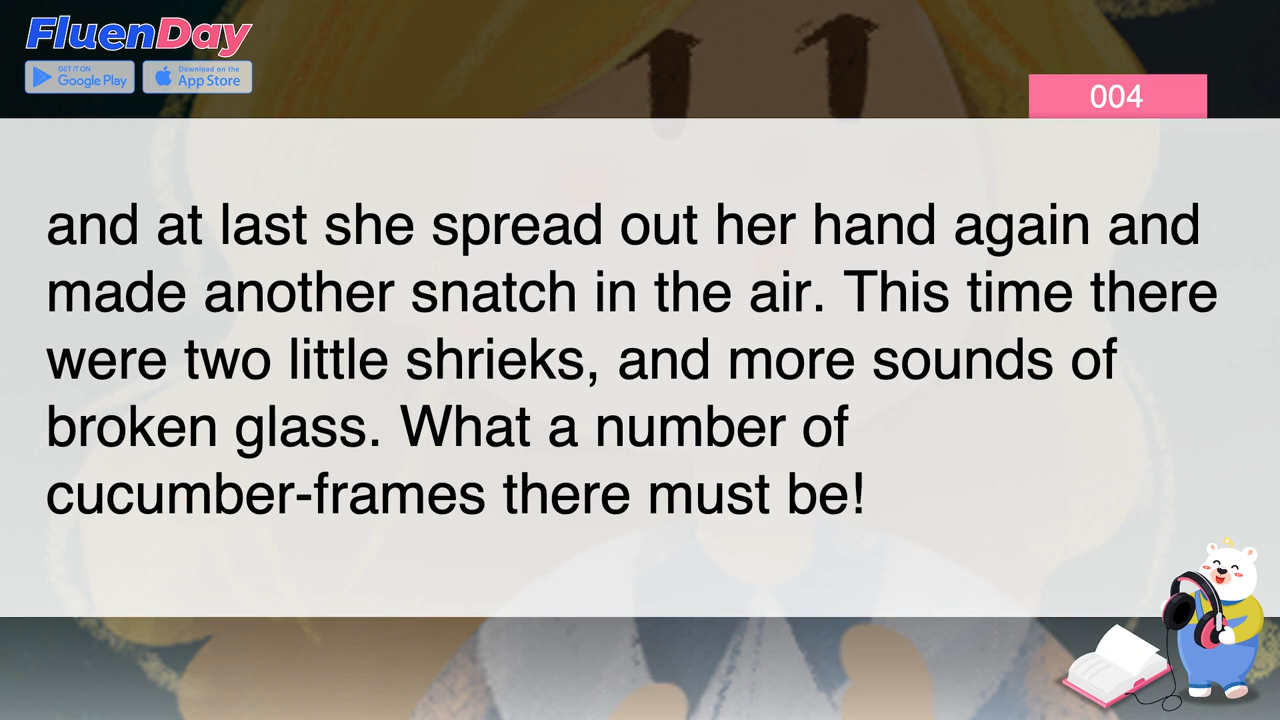 FluenDay
GET IT ON
Google Play
Download on the
App Store
004
and at last she spread out her hand again and
made another snatch in the air. This time there
were two little shrieks, and more sounds of
broken glass. What a number of
cucumber-frames there must be!